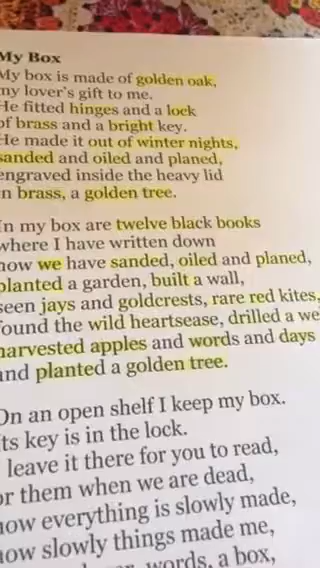 My Box
My box is made of golden oak,
my lover's gift to me.
He fitted hinges and a lock
of brass and a bright key.
He made it out of winter nights,
sanded and oiled and planed,
engraved inside the heavy lid
in brass, a golden tree.
In my box are twelve black books
where I have written down
how we have sanded, oiled and planed,
planted a garden, built a wall,
seen jays and goldcrests, rare red kites,
found the wild heartsease, drilled a we
harvested apples and words and days
and planted a golden tree.
On an open shelf I keep my box.
Its key is in the lock.
I leave it there for you to read,
or them when we are dead,
how everything is slowly made,
how slowly things made me,
words, a box,